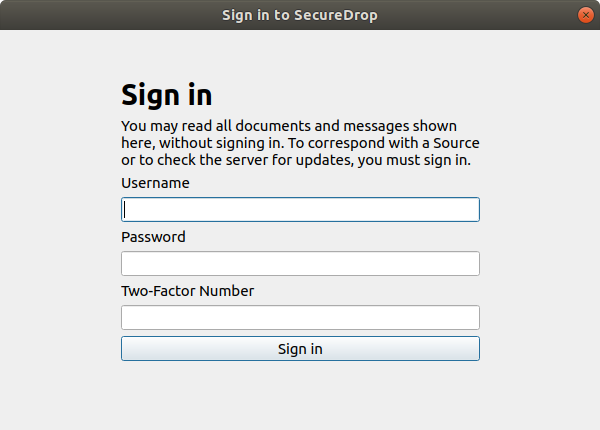 Sign in to SecureDrop
Sign in
You may read all documents and messages shown
here, without signing in. To correspond with a Source
or to check the server for updates, you must sign in.
Username
Password
Two-Factor Number
Sign in